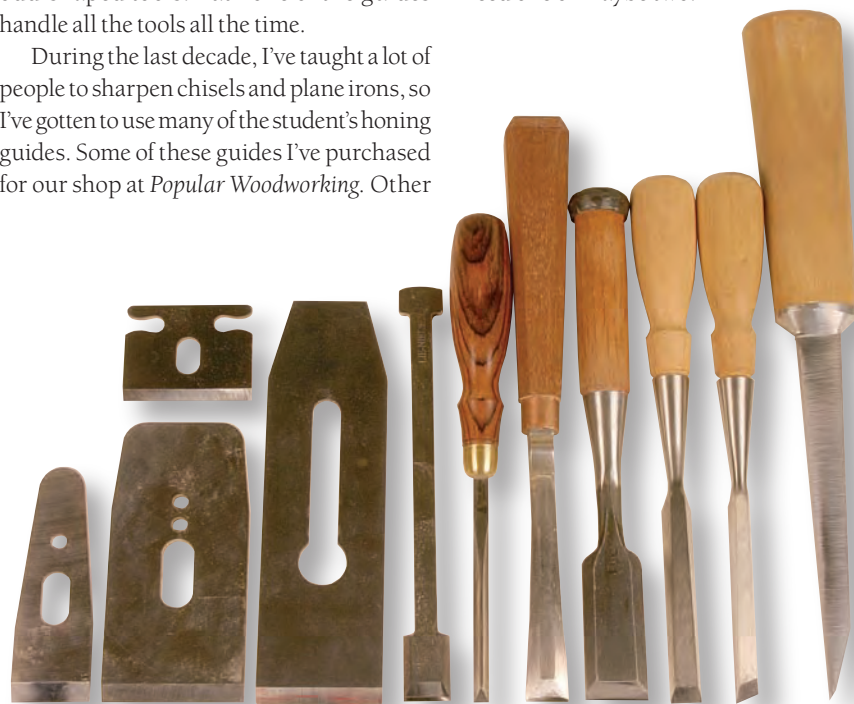 handle all the tools all the time.
During the last decade, I've taught a lot of
people to sharpen chisels and plane irons, so
I've gotten to use many of the student's honing
guides. Some of these guides I've purchased
for our shop at Popular Woodworking. Other